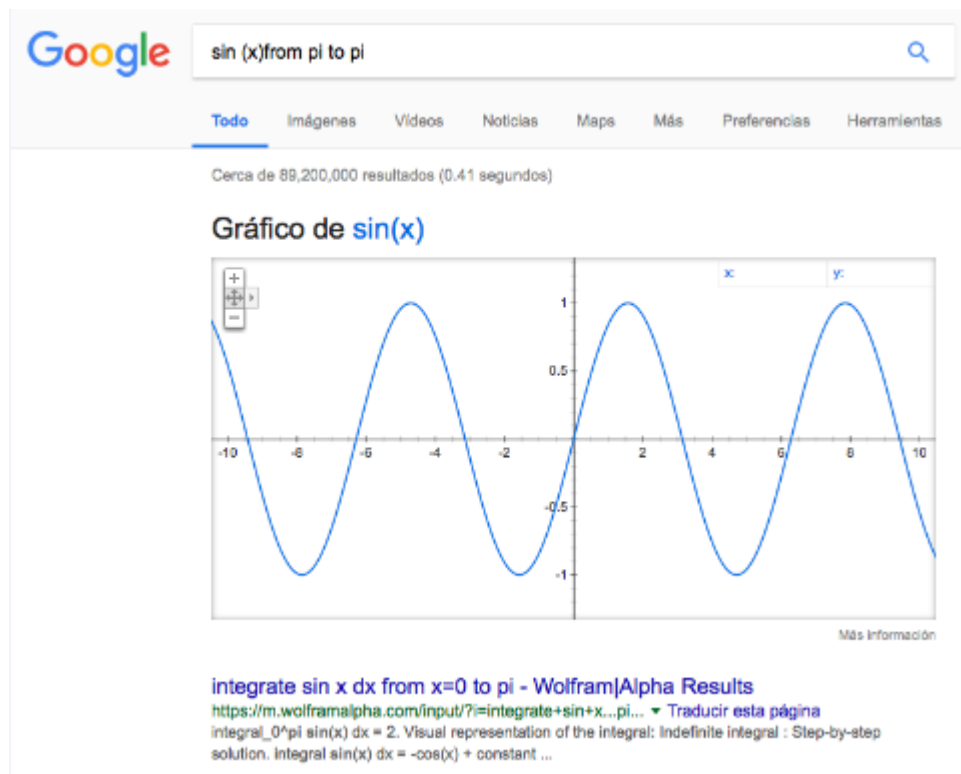 Google
sin (x)from pi to pi
Todo Imágenes Vídeos Noticias Maps Más Preferencias Herramientas
Cerca de 89,200,000 resultados (0.41 segundos)
Gráfico de sin(x)
x: y:
1
0.5
-10 -8 -6 -4 -2 2 4 6 8 10
-0.5
-1
Más información
integrate sin x dx from x=0 to pi - Wolfram|Alpha Results
https://m.wolframalpha.com/input/?i=integrate+sin+x...pi... ▼ Traducir esta página
integral_0^pi sin(x) dx = 2. Visual representation of the integral: Indefinite integral : Step-by-step
solution. integral sin(x) dx = -cos(x) + constant ...